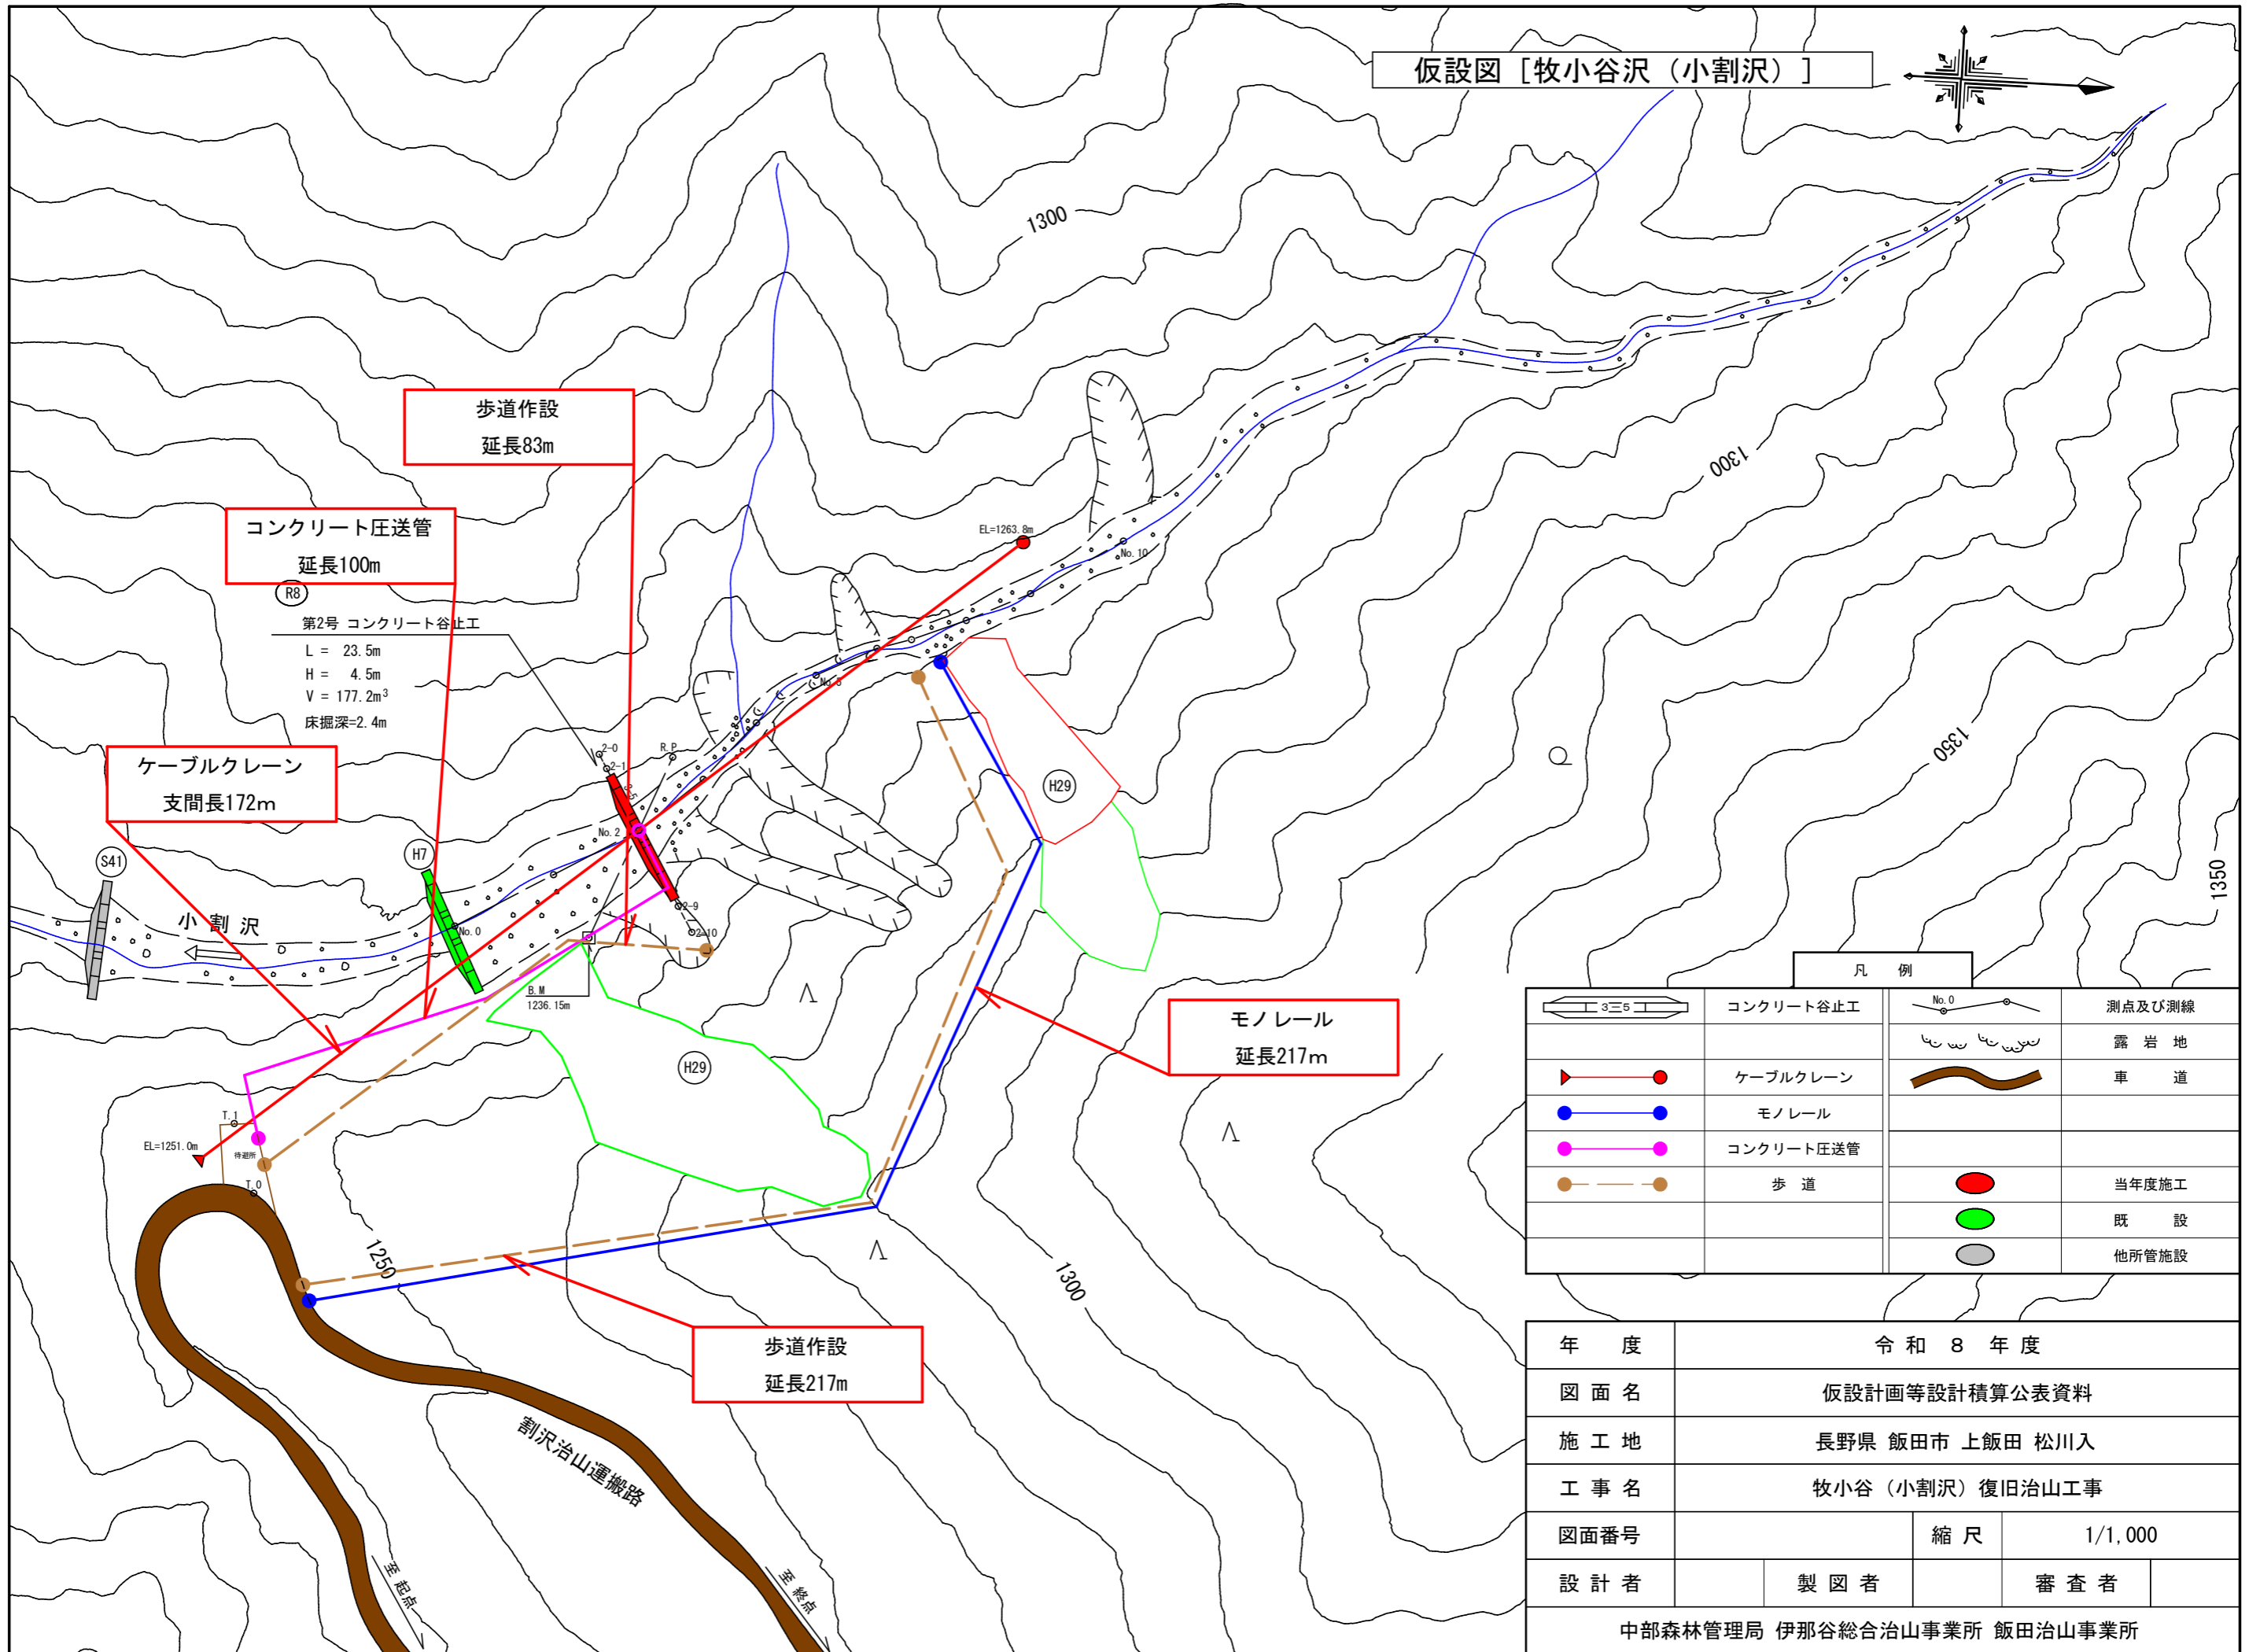 仮設図［牧小谷沢（小割沢）］
1300
歩道作設
延長83m
コンクリート圧送管
延長100m
R8
第2号 コンクリート谷止工
L = 23.5m
H = 4.5m
V = 177.2m³
床掘深=2.4m
ケーブルクレーン
支間長172m
EL=1263.8m
No.10
1300
1350
1350
No.5
R.P
2-0
2-1
No.2
2-9
2-10
H29
S41
H7
小割沢
No.0
B.M
1236.15m
H29
モノレール
延長217m
T.1
EL=1251.0m
待避所
T.0
1250
1300
歩道作設
延長217m
割沢治山運搬路
至 起点
至 終点
凡 例
3三5 コンクリート谷止工 No.0 測点及び測線
露 岩 地
ケーブルクレーン 車 道
モノレール
コンクリート圧送管
歩 道 当年度施工
既 設
他所管施設
年 度 令 和 8 年 度
図 面 名 仮設計画等設計積算公表資料
施 工 地 長野県 飯田市 上飯田 松川入
工 事 名 牧小谷（小割沢）復旧治山工事
図面番号 縮 尺 1/1,000
設 計 者 製 図 者 審 査 者
中部森林管理局 伊那谷総合治山事業所 飯田治山事業所